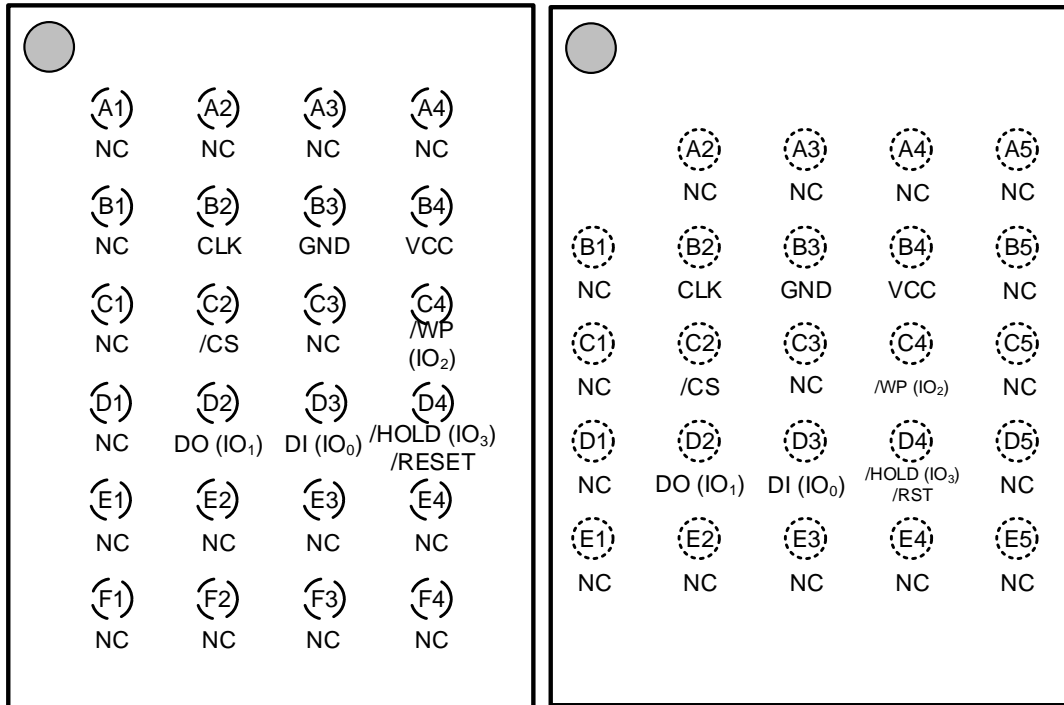 A1 A2 A3 A4
NC NC NC NC
B1 B2 B3 B4
NC CLK GND VCC
C1 C2 C3 C4
NC /CS NC /WP
(IO₂)
D1 D2 D3 D4
NC DO (IO₁) DI (IO₀) /HOLD (IO₃)
/RESET
E1 E2 E3 E4
NC NC NC NC
F1 F2 F3 F4
NC NC NC NC
A2 A3 A4 A5
NC NC NC NC
B1 B2 B3 B4 B5
NC CLK GND VCC NC
C1 C2 C3 C4 C5
NC /CS NC /WP (IO₂) NC
D1 D2 D3 D4 D5
NC DO (IO₁) DI (IO₀) /HOLD (IO₃) NC
/RST
E1 E2 E3 E4 E5
NC NC NC NC NC